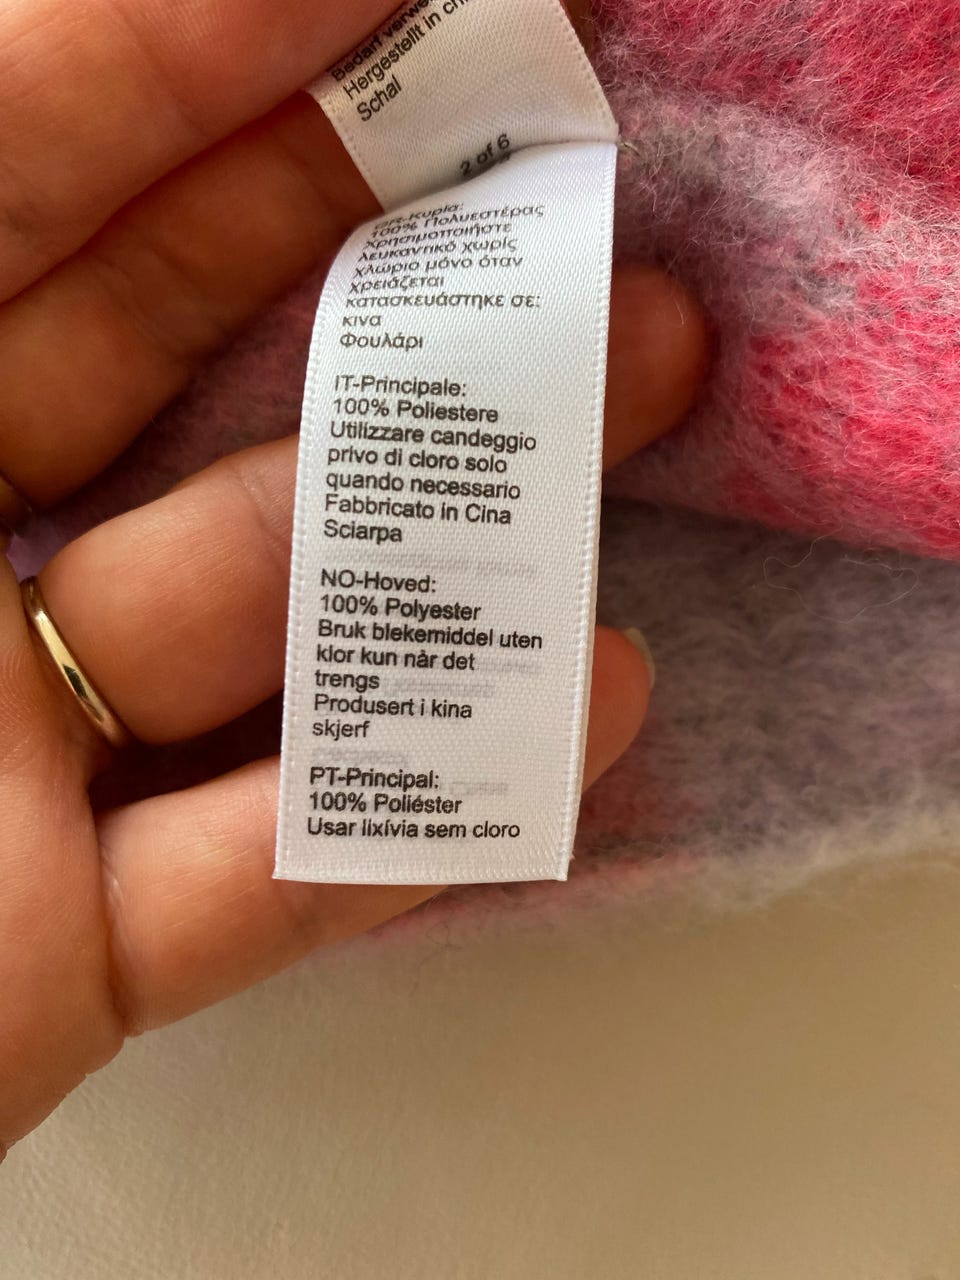 Bedarf
Hergestellt in
Schal
2 of 6
GR-Κυρία:
100% Πολυεστέρας
Χρησιμοποιήστε
λευκαντικό χωρίς
χλώριο μόνο όταν
χρειάζεται
κατασκευάστηκε σε:
κινα
Φουλάρι
IT-Principale:
100% Poliestere
Utilizzare candeggio
privo di cloro solo
quando necessario
Fabbricato in Cina
Sciarpa
NO-Hoved:
100% Polyester
Bruk blekemiddel uten
klor kun når det
trengs
Produsert i kina
skjerf
PT-Principal:
100% Poliéster
Usar lixívia sem cloro